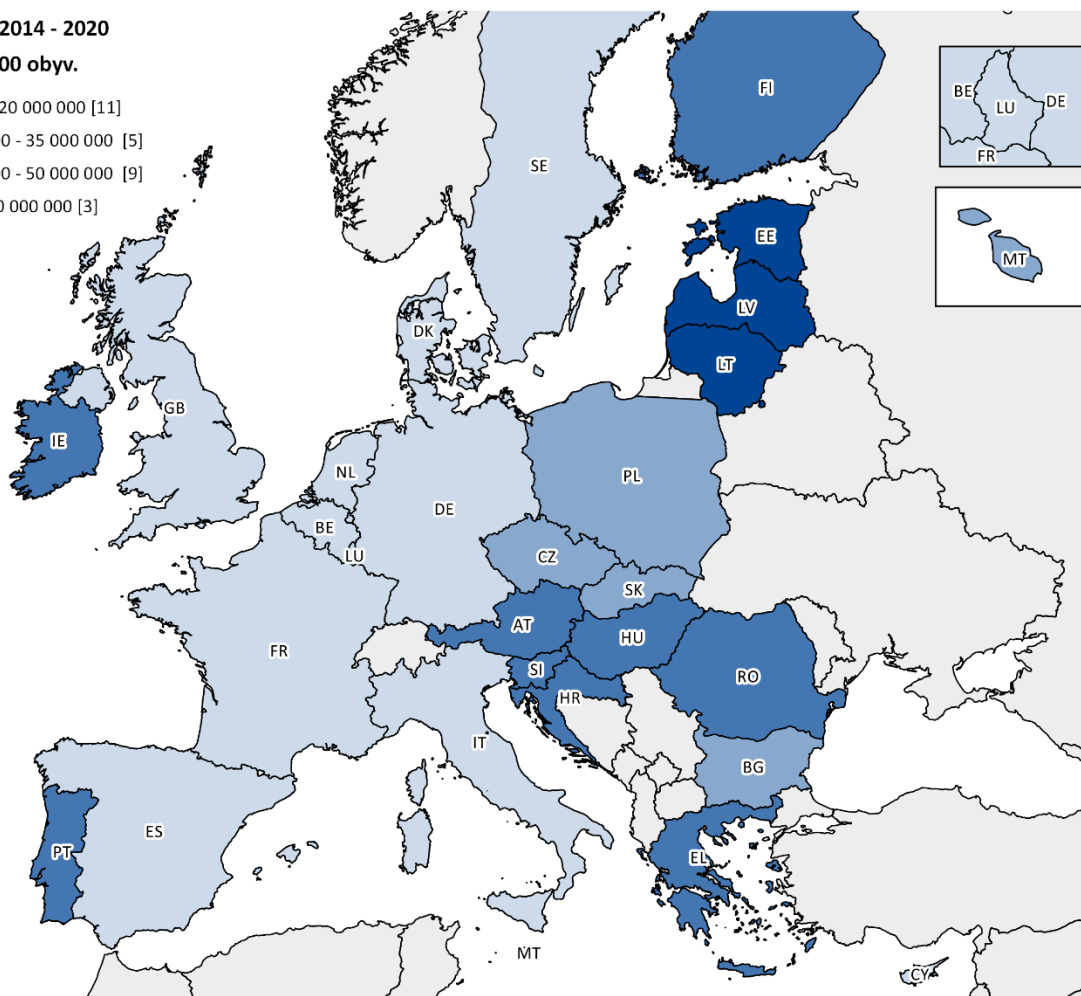 2014 - 2020
00 obyv.
20 000 000 [11]
00 - 35 000 000 [5]
00 - 50 000 000 [9]
0 000 000 [3]
FI
BE
LU
DE
FR
SE
EE
MT
LV
DK
LT
GB
IE
NL
PL
DE
BE
LU
CZ
SK
AT
HU
FR
SI
RO
HR
IT
BG
ES
PT
EL
MT
CY